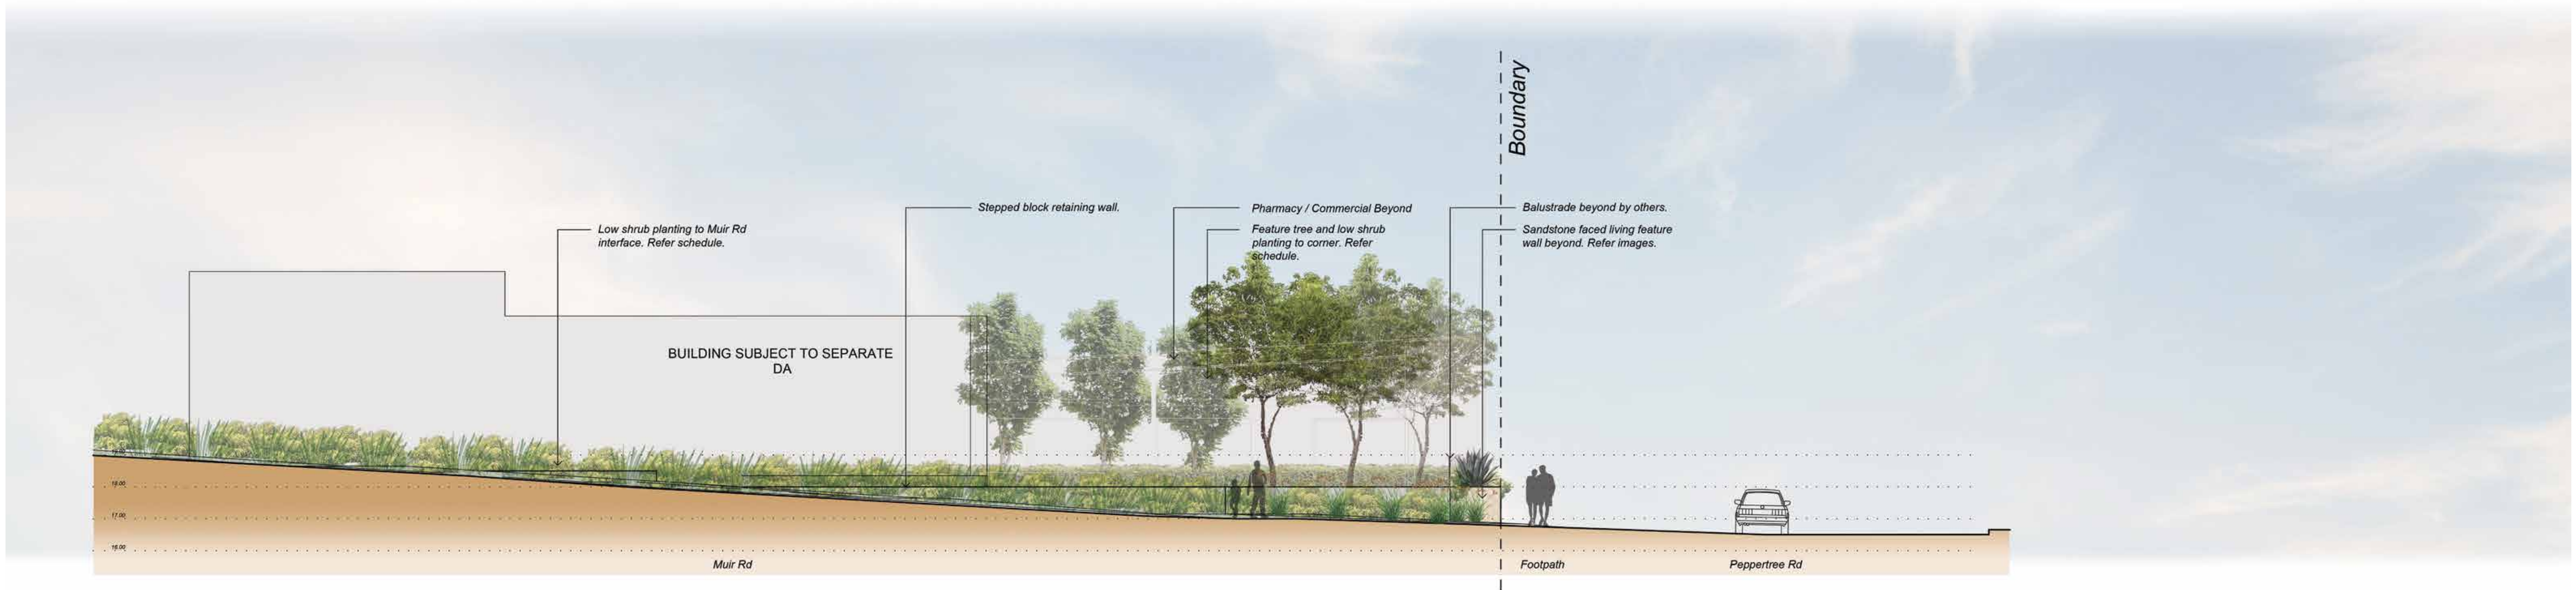 Boundary
Stepped block retaining wall.
Pharmacy / Commercial Beyond
Balustrade beyond by others.
Low shrub planting to Muir Rd
interface. Refer schedule.
Feature tree and low shrub
planting to corner. Refer
schedule.
Sandstone faced living feature
wall beyond. Refer images.
BUILDING SUBJECT TO SEPARATE
DA
19.00
18.00
17.00
16.00
Muir Rd
Footpath
Peppertree Rd